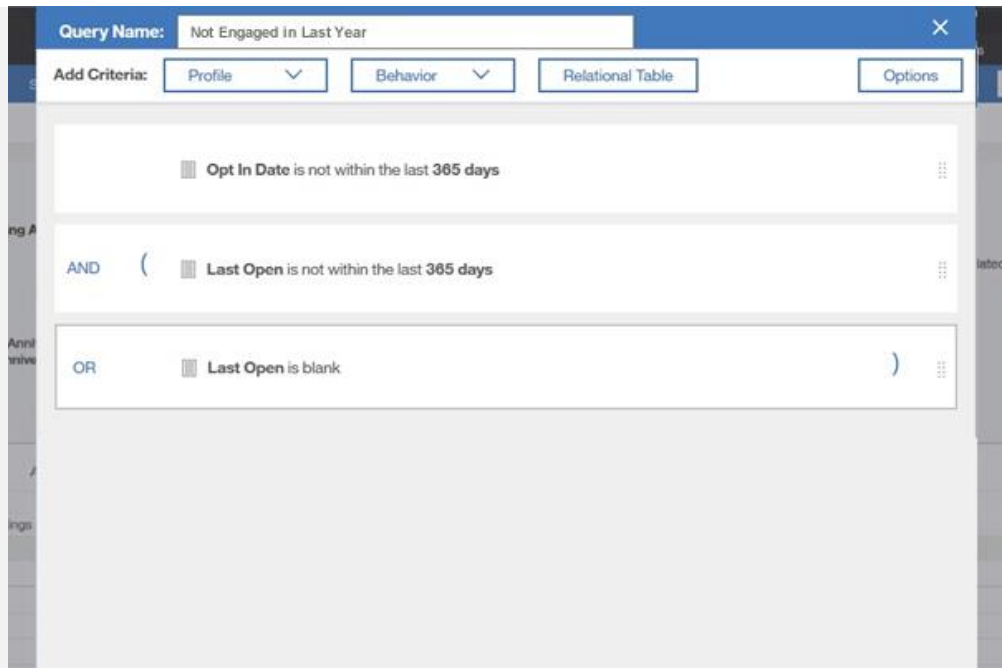 Query Name: Not Engaged in Last Year
Add Criteria: Profile Behavior Relational Table Options
Opt In Date is not within the last 365 days
AND ( Last Open is not within the last 365 days
OR Last Open is blank )